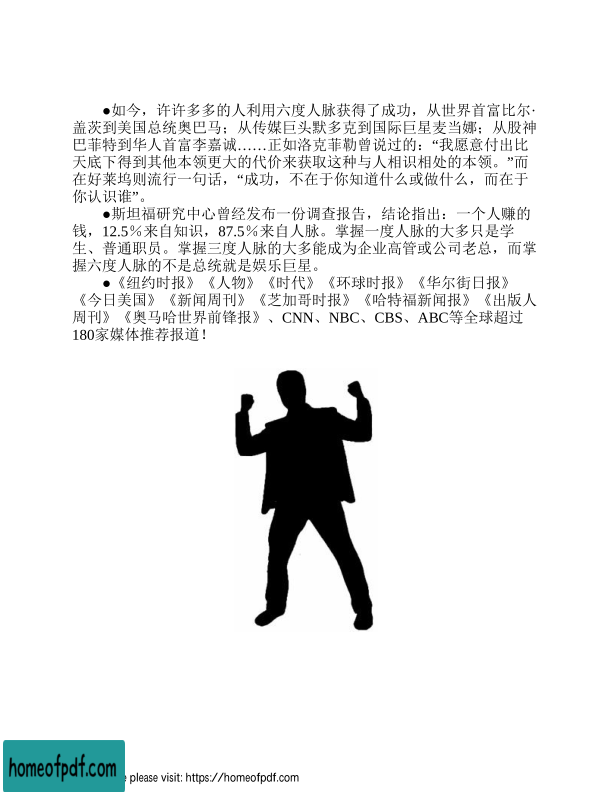 ●如今，许许多多的人利用六度人脉获得了成功，从世界首富比尔·
盖茨到美国总统奥巴马；从传媒巨头默多克到国际巨星麦当娜；从股神
巴菲特到华人首富李嘉诚……正如洛克菲勒曾说过的：“我愿意付出比
天底下得到其他本领更大的代价来获取这种与人相识相处的本领。”而
在好莱坞则流行一句话，“成功，不在于你知道什么或做什么，而在于
你认识谁”。
●斯坦福研究中心曾经发布一份调查报告，结论指出：一个人赚的
钱，12.5%来自知识，87.5%来自人脉。掌握一度人脉的大多只是学
生、普通职员。掌握三度人脉的大多能成为企业高管或公司老总，而掌
握六度人脉的不是总统就是娱乐巨星。
●《纽约时报》《人物》《时代》《环球时报》《华尔街日报》
《今日美国》《新闻周刊》《芝加哥时报》《哈特福新闻报》《出版人
周刊》《奥马哈世界前锋报》、CNN、NBC、CBS、ABC等全球超过
180家媒体推荐报道！
homeofpdf.com
e please visit: https://homeofpdf.com